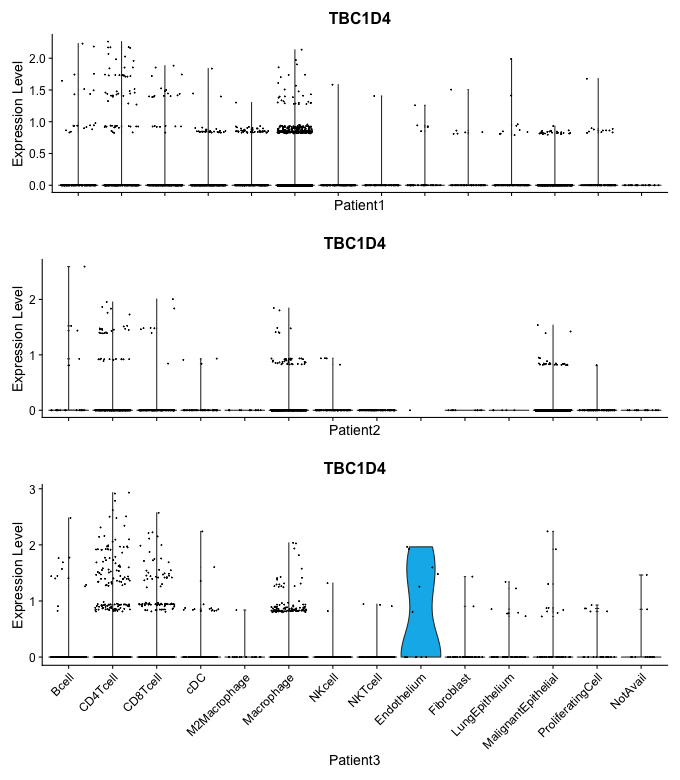 TBC1D4
Expression Level
2.0
1.5
1.0
0.5
0.0
Patient1
TBC1D4
Expression Level
2
1
0
Patient2
TBC1D4
Expression Level
3
2
1
0
Bcell
CD4Tcell
CD8Tcell
cDC
M2Macrophage
Macrophage
NKcell
NKTcell
Endothelium
Fibroblast
LungEpithelium
MalignantEpithelial
ProliferatingCell
NotAvail
Patient3